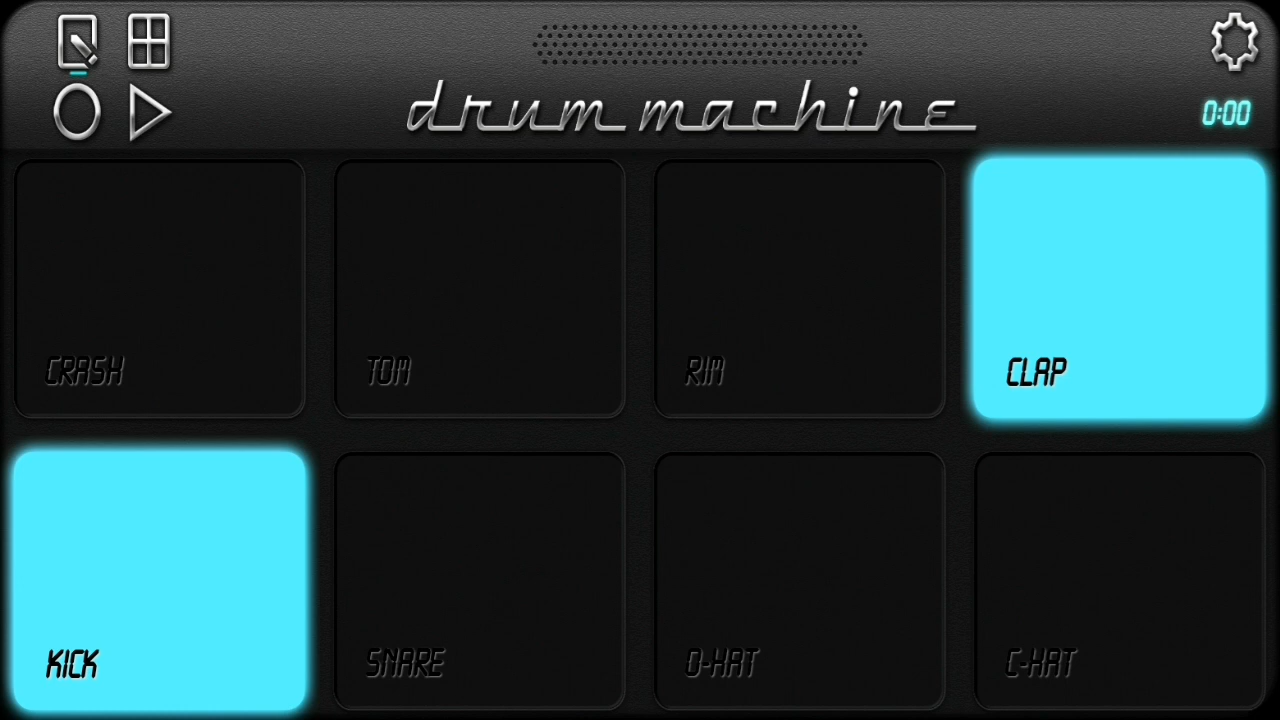 drum machine
0:00
CRASH
TOM
RIM
CLAP
KICK
SNARE
O-HAT
C-HAT